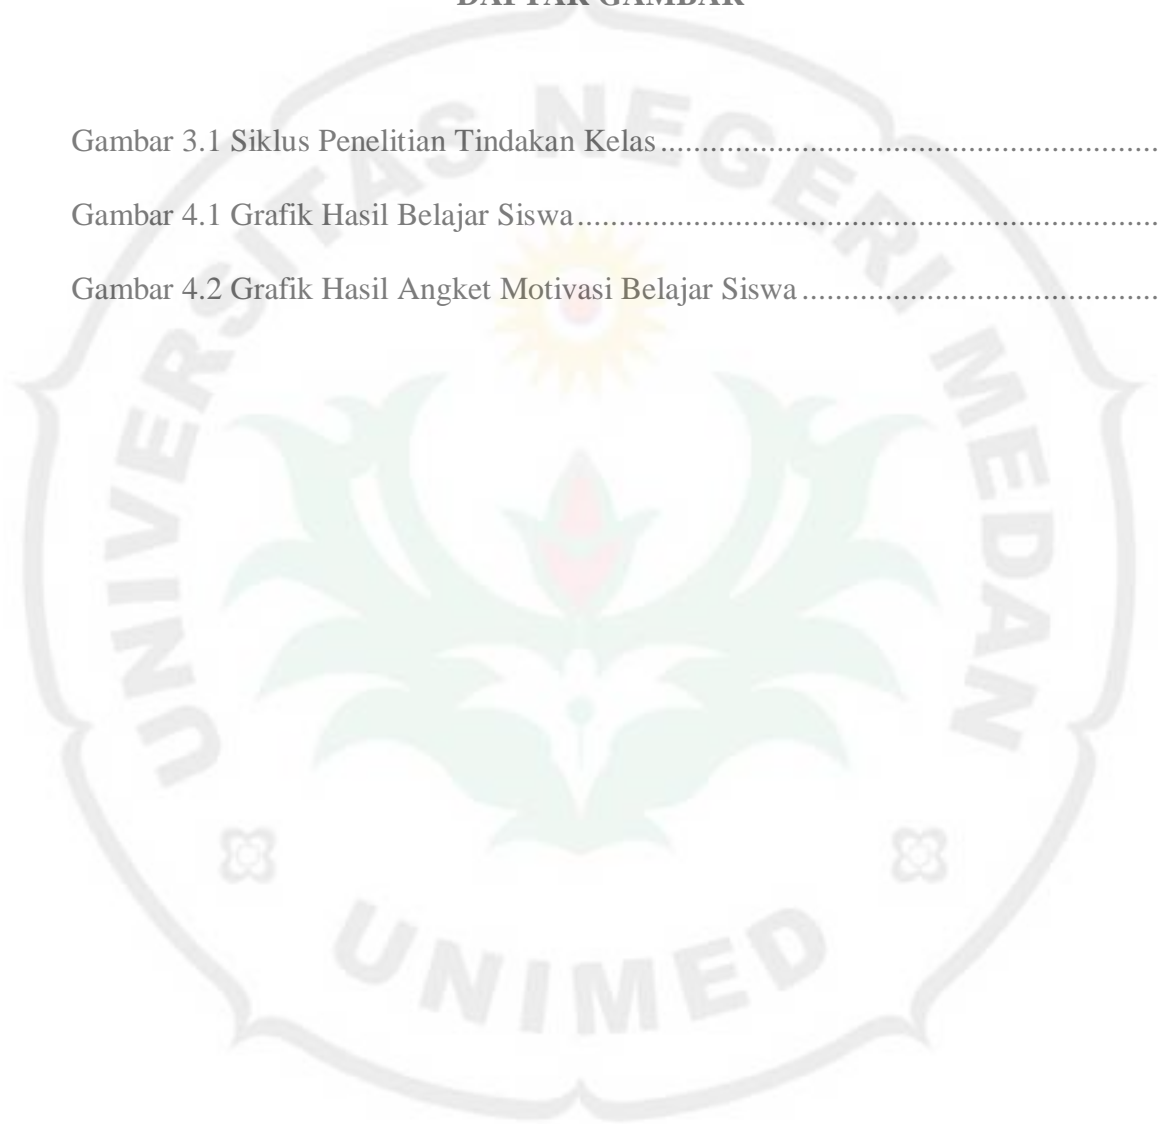 DAFTAR GAMBAR
Gambar 3.1 Siklus Penelitian Tindakan Kelas............................................................
Gambar 4.1 Grafik Hasil Belajar Siswa......................................................................
Gambar 4.2 Grafik Hasil Angket Motivasi Belajar Siswa...........................................
UNIVERSITAS NEGERI MEDAN
UNIMED